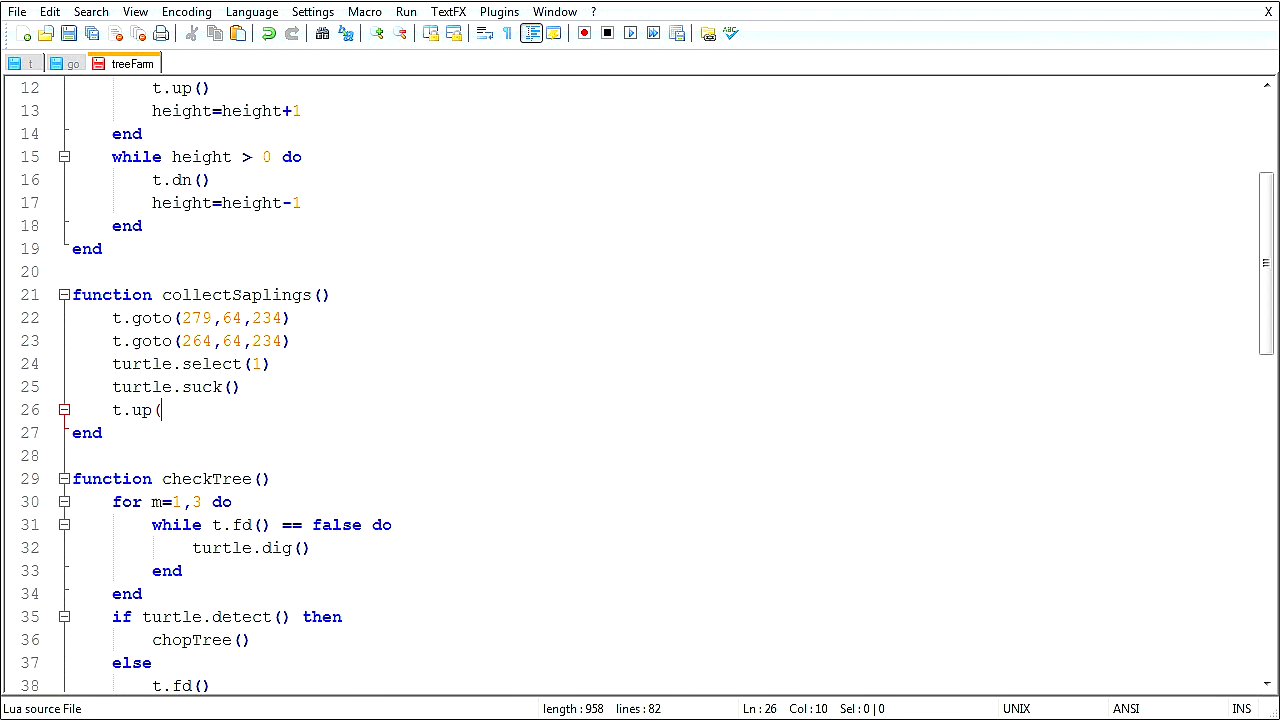 File Edit Search View Encoding Language Settings Macro Run TextFX Plugins Window ? X
t go treeFarm
12 t.up()
13 height=height+1
14 end
15 while height > 0 do
16 t.dn()
17 height=height-1
18 end
19 end
20
21 function collectSaplings()
22 t.goto(279,64,234)
23 t.goto(264,64,234)
24 turtle.select(1)
25 turtle.suck()
26 t.up(
27 end
28
29 function checkTree()
30 for m=1,3 do
31 while t.fd() == false do
32 turtle.dig()
33 end
34 end
35 if turtle.detect() then
36 chopTree()
37 else
38 t.fd()
Lua source File length : 958 lines : 82 Ln : 26 Col : 10 Sel : 0 | 0 UNIX ANSI INS